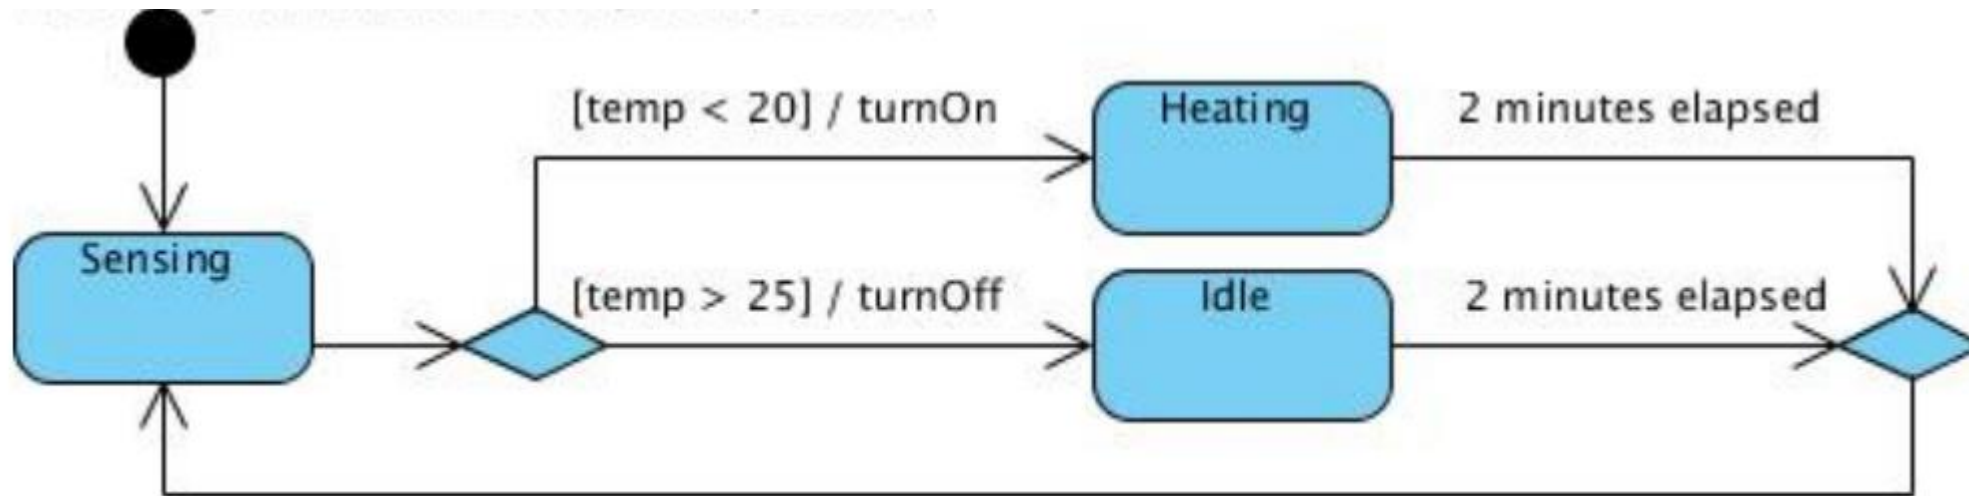 [temp < 20] / turnOn
Heating
2 minutes elapsed
Sensing
[temp > 25] / turnOff
Idle
2 minutes elapsed